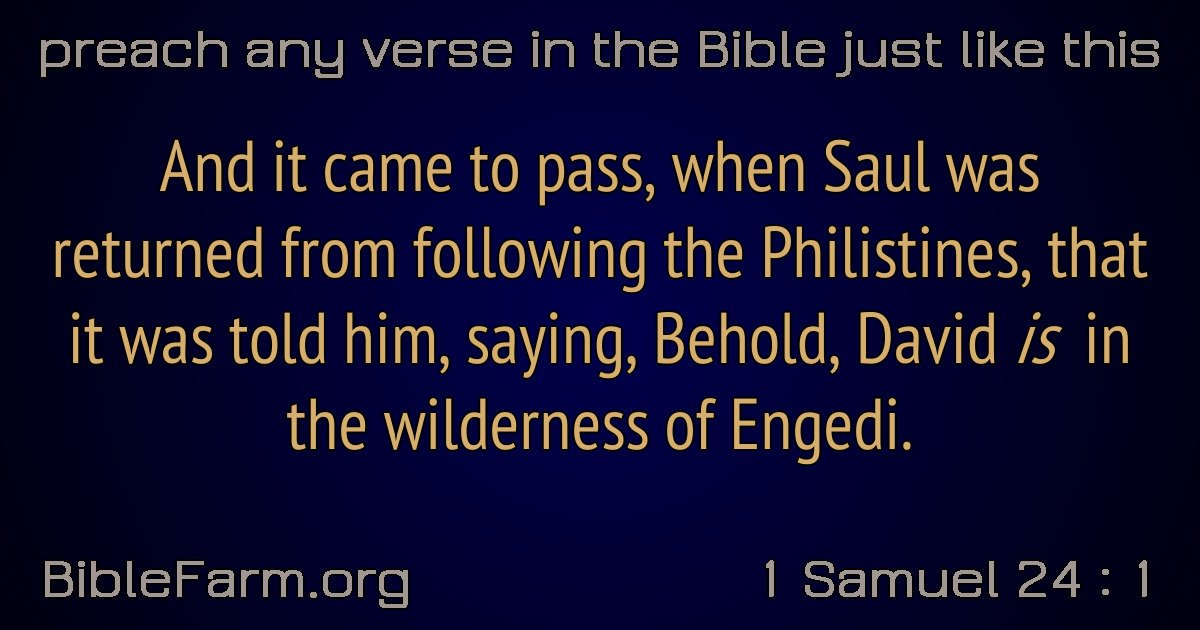 preach any verse in the Bible just like this
And it came to pass, when Saul was
returned from following the Philistines, that
it was told him, saying, Behold, David is in
the wilderness of Engedi.
BibleFarm.org
1 Samuel 24 : 1